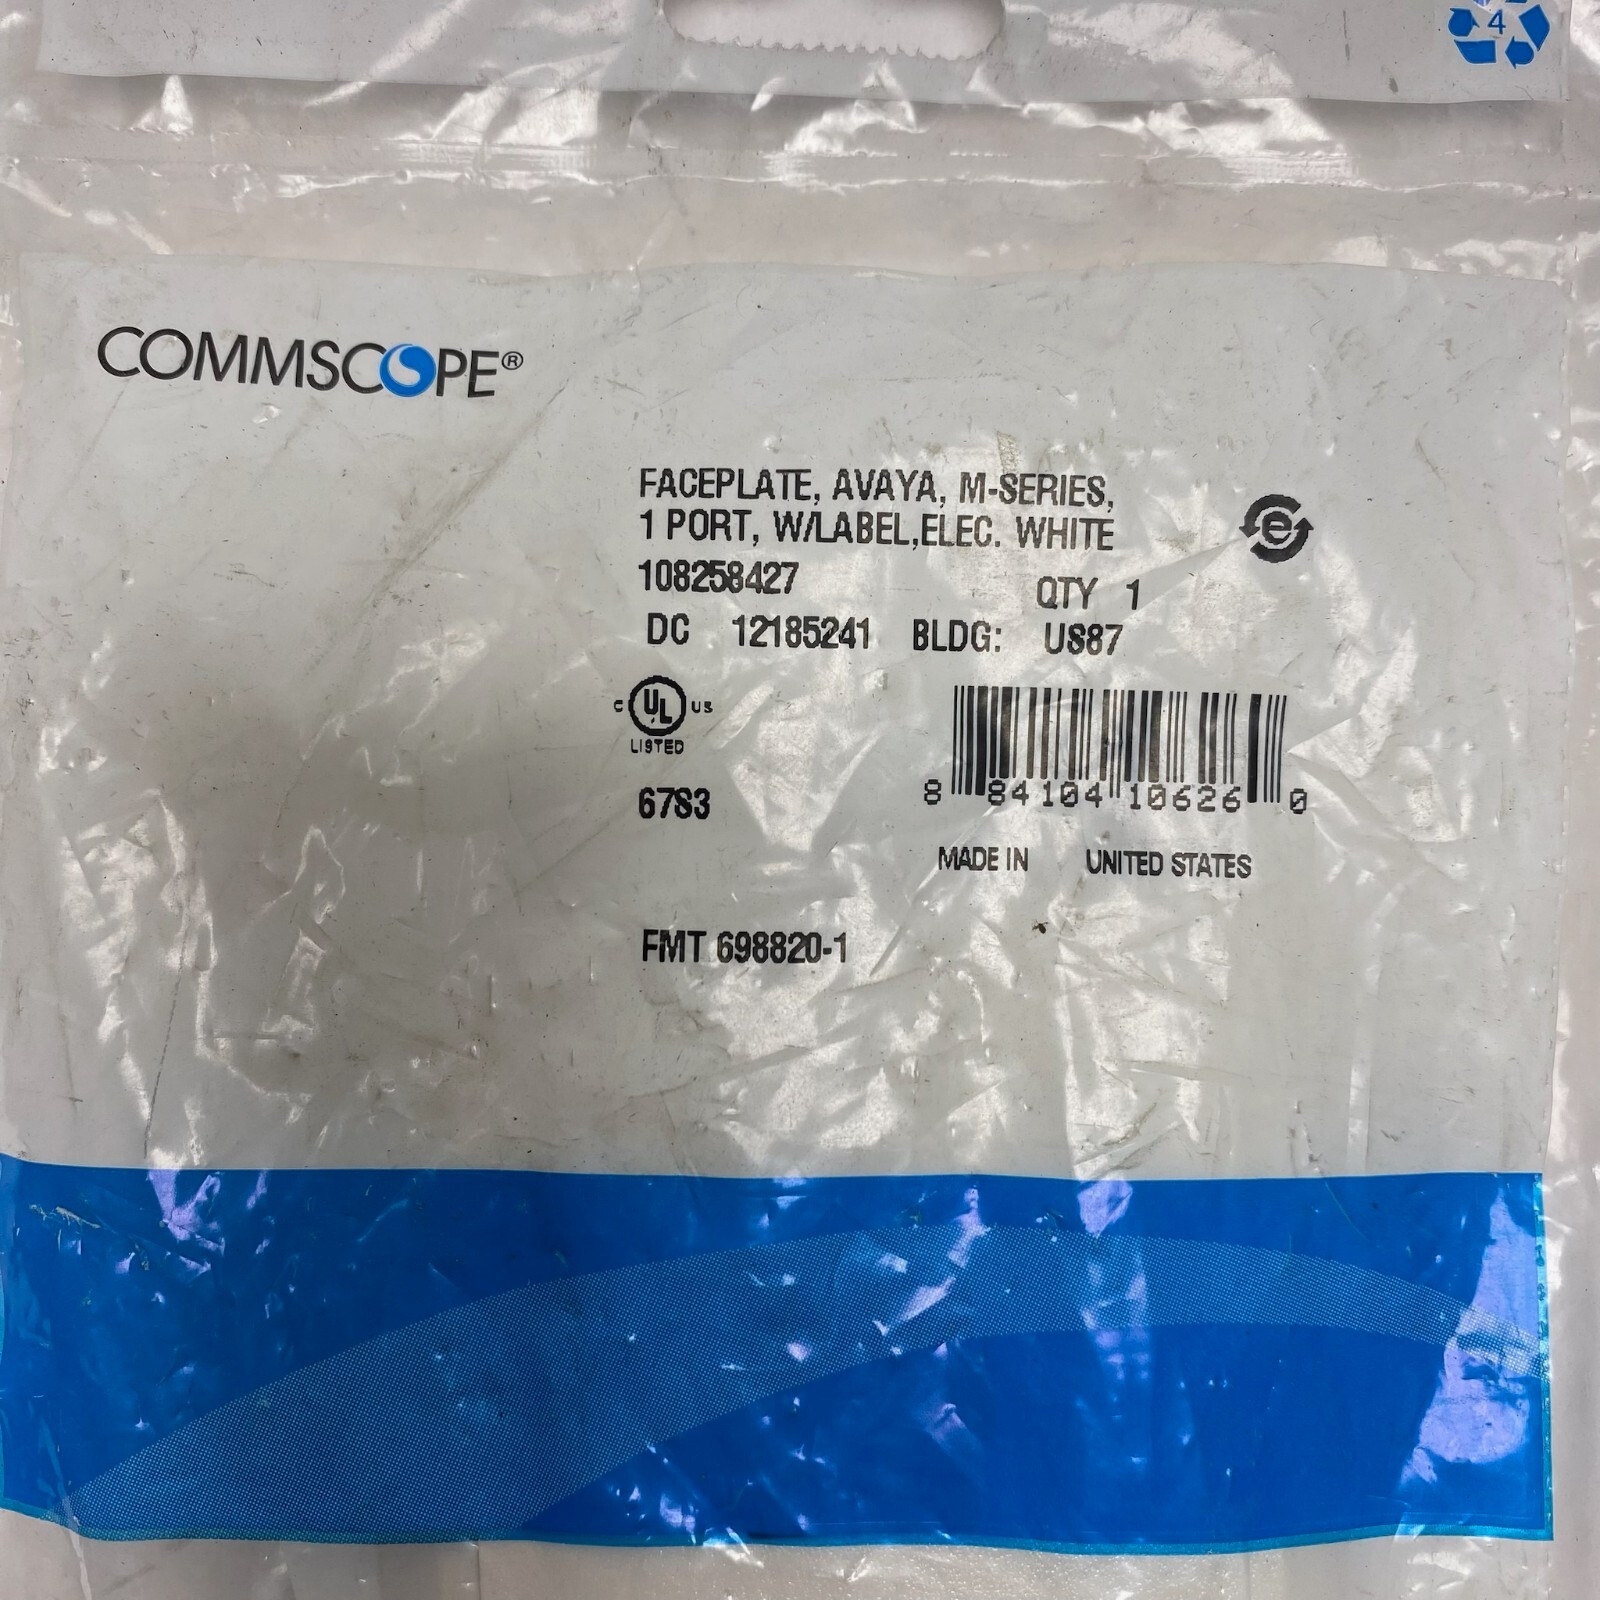 4
COMMSCOPE®
FACEPLATE, AVAYA, M-SERIES,
1 PORT, W/LABEL,ELEC. WHITE
e
108258427 QTY 1
DC 12185241 BLDG: US87
C UL US
LISTED
67S3
8 84104 10626 0
MADE IN UNITED STATES
FMT 698820-1